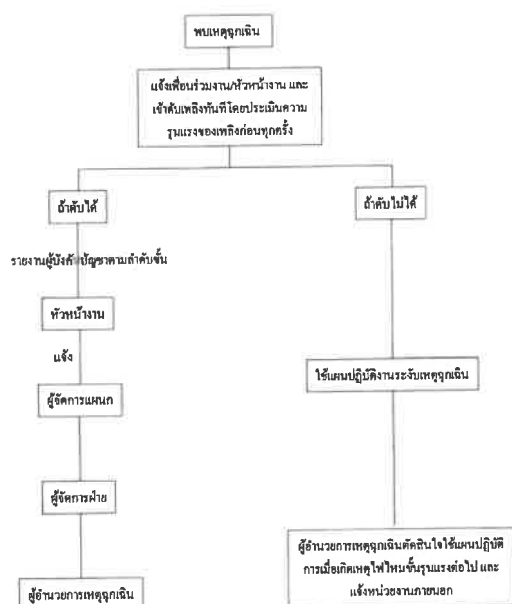 พบเหตุฉุกเฉิน
แจ้งเพื่อนร่วมงาน/หัวหน้างาน และ
เข้าดับเพลิงทันทีโดยประเมินความ
รุนแรงของเพลิงก่อนทุกครั้ง
ถ้าดับได้
ถ้าดับไม่ได้
รายงานผู้บังคับบัญชาตามลำดับชั้น
หัวหน้างาน
แจ้ง
ใช้แผนปฏิบัติงานระงับเหตุฉุกเฉิน
ผู้จัดการแผนก
ผู้จัดการฝ่าย
ผู้อำนวยการเหตุฉุกเฉินตัดสินใจใช้แผนปฏิบัติ
การเมื่อเกิดเหตุไฟไหม้ขั้นรุนแรงต่อไป และ
แจ้งหน่วยงานภายนอก
ผู้อำนวยการเหตุฉุกเฉิน